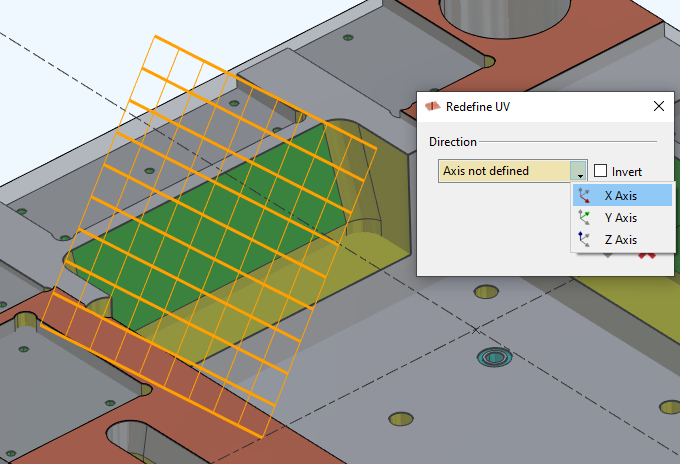 Redefine UV
Direction
Axis not defined
Invert
X Axis
Y Axis
Z Axis